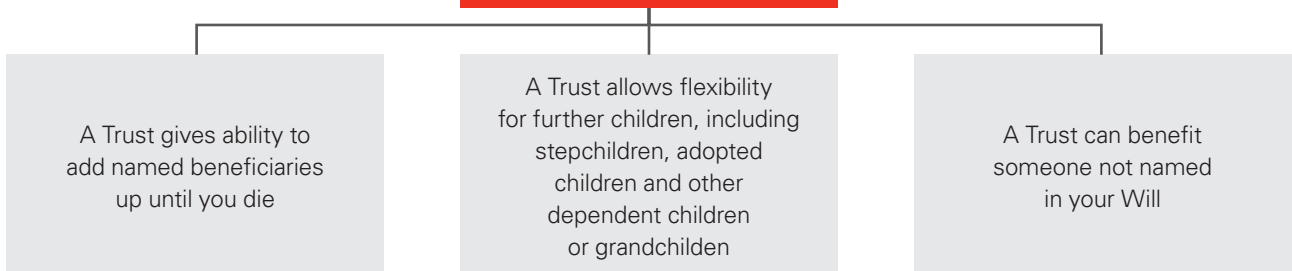 A Trust gives ability to
add named beneficiaries
up until you die
A Trust allows flexibility
for further children, including
stepchildren, adopted
children and other
dependent children
or grandchilden
A Trust can benefit
someone not named
in your Will